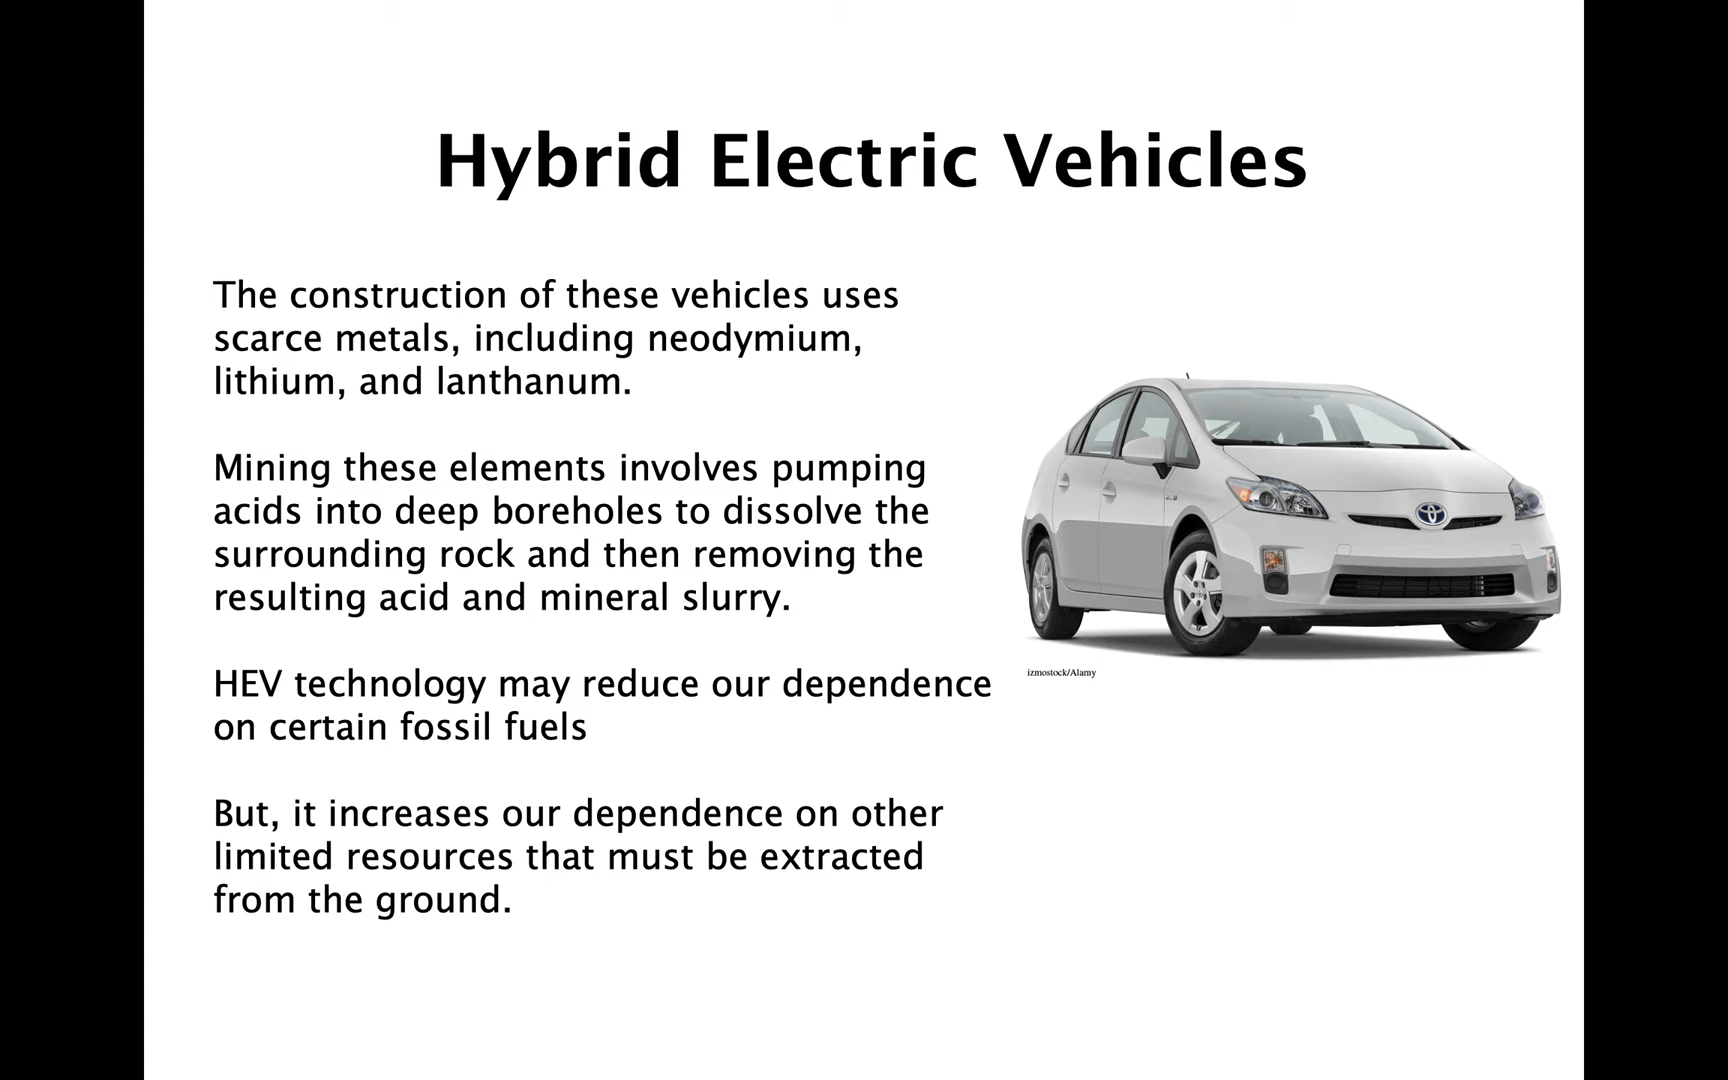 Hybrid Electric Vehicles
The construction of these vehicles uses
scarce metals, including neodymium,
lithium, and lanthanum.
Mining these elements involves pumping
acids into deep boreholes to dissolve the
surrounding rock and then removing the
resulting acid and mineral slurry.
HEV technology may reduce our dependence
on certain fossil fuels
But, it increases our dependence on other
limited resources that must be extracted
from the ground.
izmostock/Alamy